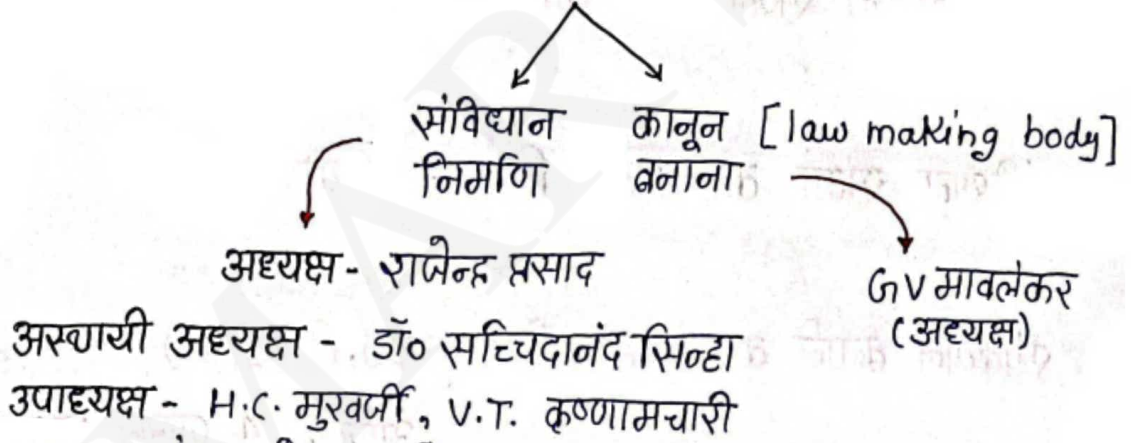 संविधान कानून [law making body]
निर्माण बनाना
अध्यक्ष - राजेन्द्र प्रसाद
GV मावलंकर
(अध्यक्ष)
अस्थायी अध्यक्ष - डॉ० सच्चिदानंद सिन्हा
उपाध्यक्ष - H.C. मुखर्जी, V.T. कृष्णामचारी